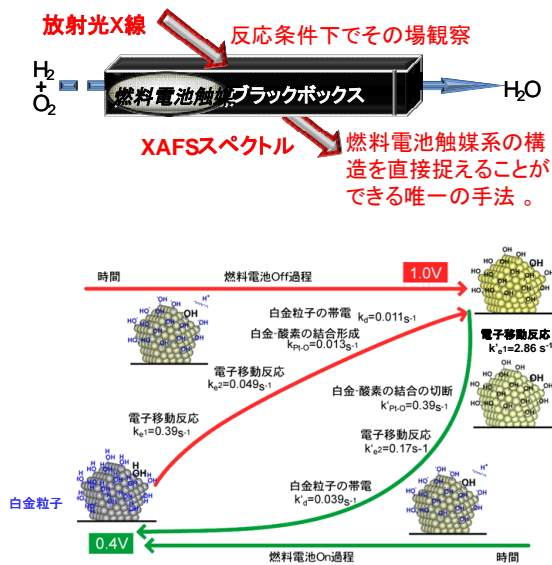 放射光X線
反応条件下でその場観察
H2
+
O2
燃料電池触媒
ブラックボックス
H2O
XAFSスペクトル
燃料電池触媒系の構
造を直接捉えることが
できる唯一の手法 。
時間
燃料電池Off過程
1.0V
白金粒子の帯電
kd=0.011s-1
白金-酸素の結合形成
kPt-O=0.013s-1
電子移動反応
ke2=0.049s-1
電子移動反応
ke1=0.39s-1
電子移動反応
k'e1=2.86 s-1
白金-酸素の結合の切断
k'Pt-O=0.39s-1
電子移動反応
k'e2=0.17s-1
白金粒子の帯電
k'd=0.039s-1
白金粒子
0.4V
燃料電池On過程
時間